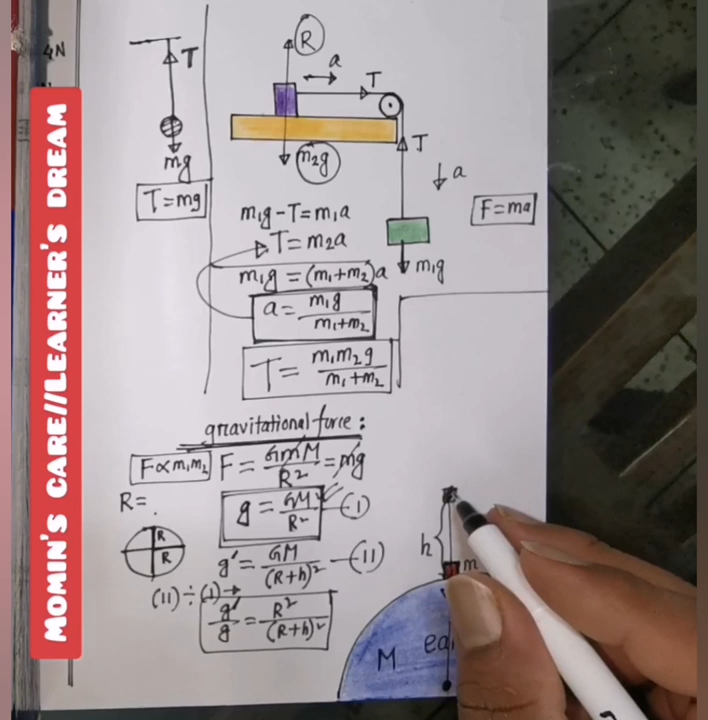 MOMIN'S CARE//LEARNER'S DREAM
4N
T
mg
T=mg
R
a
T
m₂g
T
a
m₁g
F=ma
m₁g-T=m₁a
T=m₂a
m₁g=(m₁+m₂)a
a=m₁g/m₁+m₂
T=m₁m₂g/m₁+m₂
gravitational force:
F∝m₁m₂
F=GmM/R²=mg
R=
g=GM/R² —(I)
R
R
g'=GM/(R+h)² —(II)
(II)÷(I)→
g'/g=R²/(R+h)²
h
m
M